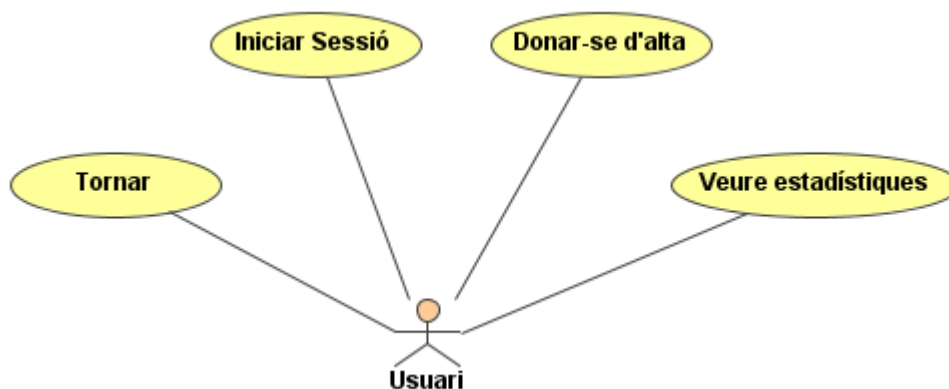 Iniciar Sessió
Donar-se d'alta
Tornar
Veure estadístiques
Usuari